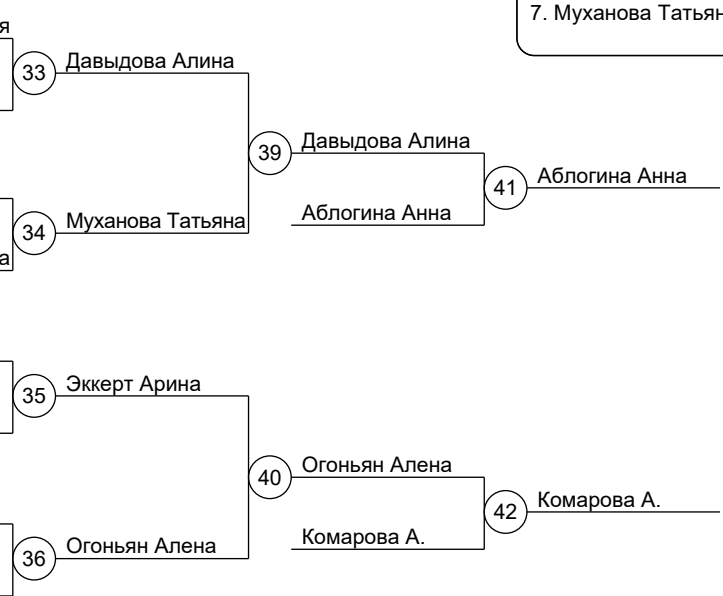 7. Муханова Татьян
я
33 Давыдова Алина
39 Давыдова Алина
41 Аблогина Анна
Аблогина Анна
34 Муханова Татьяна
а
35 Эккерт Арина
40 Огоньян Алена
42 Комарова А.
Комарова А.
36 Огоньян Алена